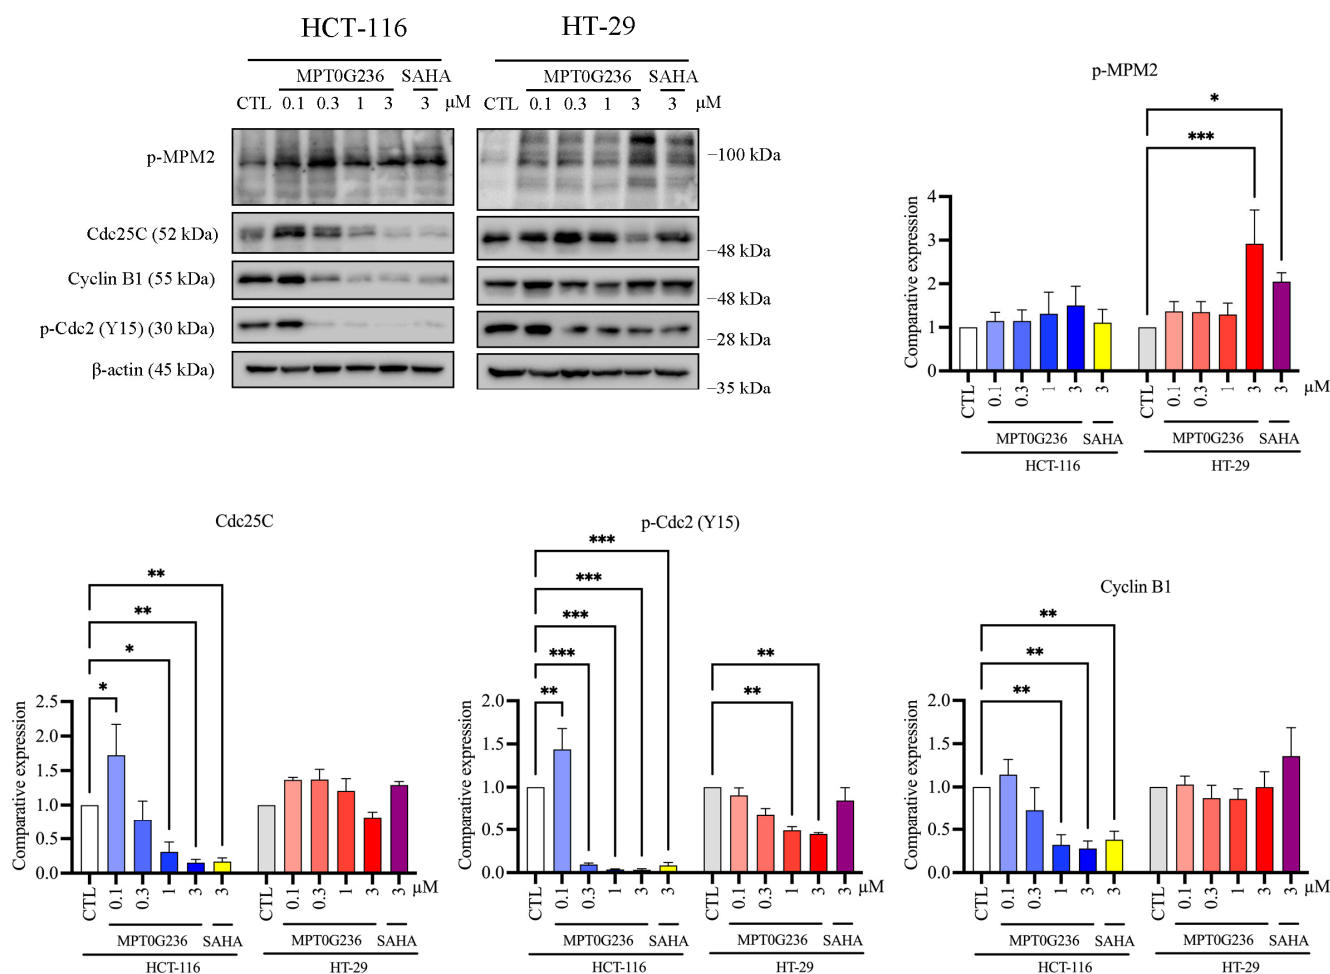 HCT-116
HT-29
MPT0G236 SAHA
MPT0G236 SAHA
CTL 0.1 0.3 1 3 3 μM
CTL 0.1 0.3 1 3 3 μM
p-MPM2
−100 kDa
Cdc25C (52 kDa)
−48 kDa
Cyclin B1 (55 kDa)
−48 kDa
p-Cdc2 (Y15) (30 kDa)
−28 kDa
β-actin (45 kDa)
−35 kDa
p-MPM2
*
***
Comparative expression
4
3
2
1
0
CTL 0.1 0.3 1 3 3 CTL 0.1 0.3 1 3 3 μM
MPT0G236 SAHA MPT0G236 SAHA
HCT-116 HT-29
Cdc25C
**
**
*
*
Comparative expression
2.5
2.0
1.5
1.0
0.5
0.0
CTL 0.1 0.3 1 3 3 CTL 0.1 0.3 1 3 3 μM
MPT0G236 SAHA MPT0G236 SAHA
HCT-116 HT-29
p-Cdc2 (Y15)
***
***
***
*** **
** **
Comparative expression
2.0
1.5
1.0
0.5
0.0
CTL 0.1 0.3 1 3 3 CTL 0.1 0.3 1 3 3 μM
MPT0G236 SAHA MPT0G236 SAHA
HCT-116 HT-29
Cyclin B1
**
**
**
Comparative expression
2.0
1.5
1.0
0.5
0.0
CTL 0.1 0.3 1 3 3 CTL 0.1 0.3 1 3 3 μM
MPT0G236 SAHA MPT0G236 SAHA
HCT-116 HT-29